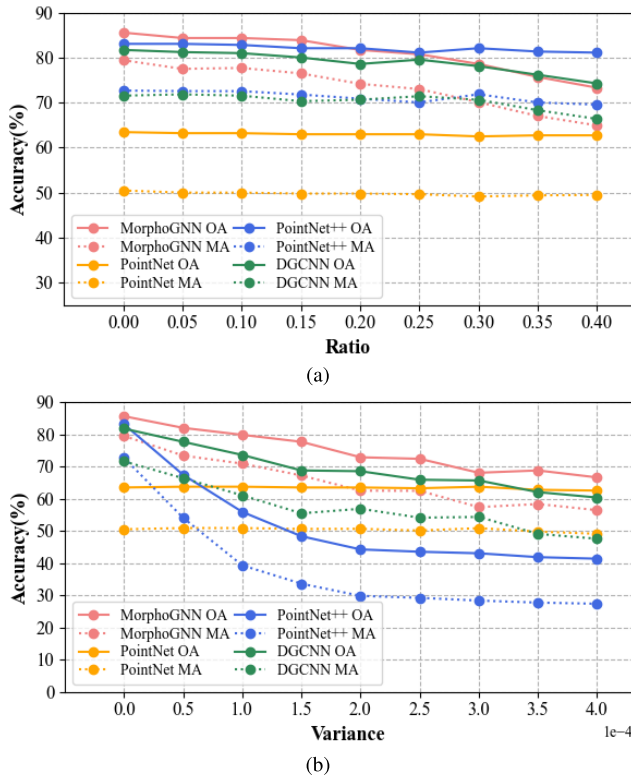 90
80
70
60
50
40
30
Accuracy(%)
MorphoGNN OA
MorphoGNN MA
PointNet OA
PointNet MA
PointNet++ OA
PointNet++ MA
DGCNN OA
DGCNN MA
0.00 0.05 0.10 0.15 0.20 0.25 0.30 0.35 0.40
Ratio
(a)
90
80
70
60
50
40
30
20
10
0
Accuracy(%)
MorphoGNN OA
MorphoGNN MA
PointNet OA
PointNet MA
PointNet++ OA
PointNet++ MA
DGCNN OA
DGCNN MA
0.0 0.5 1.0 1.5 2.0 2.5 3.0 3.5 4.0
Variance
1e−4
(b)